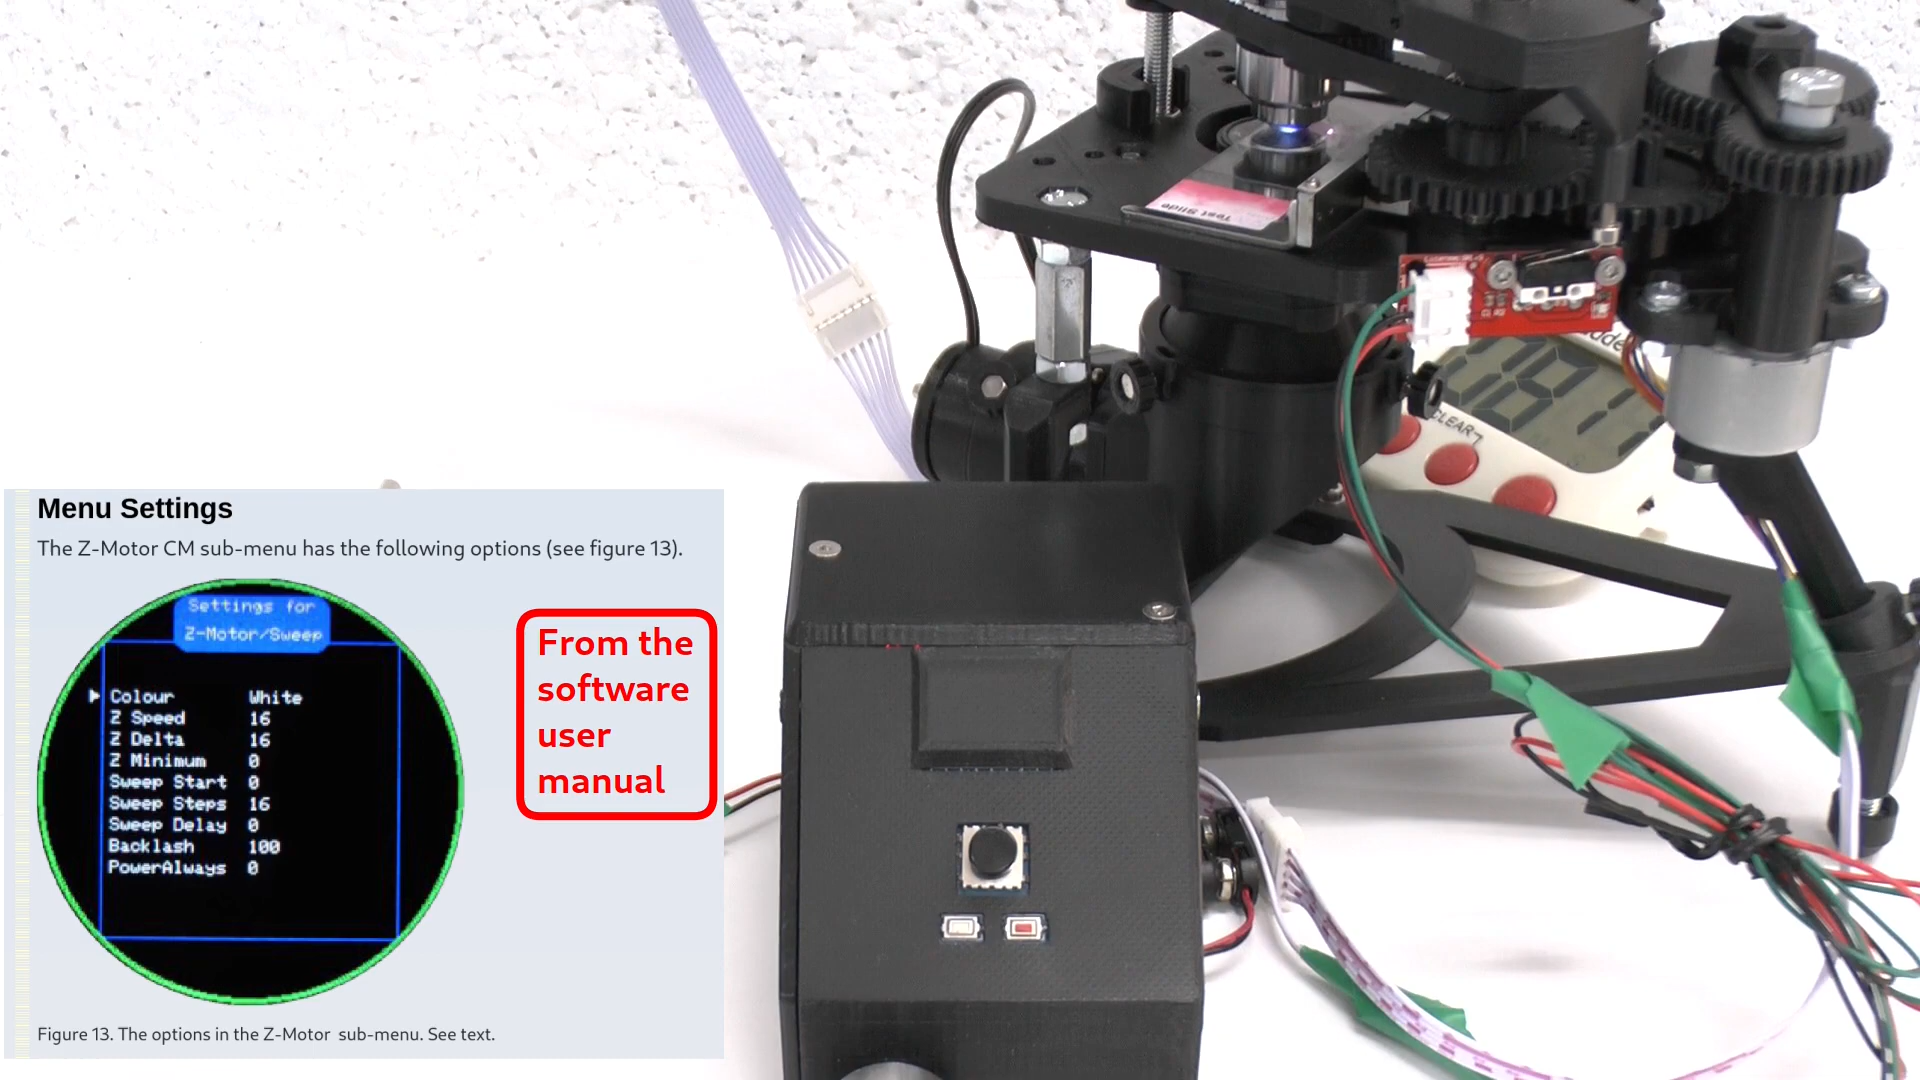 Test Slide
CLEAR
Menu Settings
The Z-Motor CM sub-menu has the following options (see figure 13).
Settings for
Z-Motor/Sweep
Colour White
Z Speed 16
Z Delta 16
Z Minimum 0
Sweep Start 0
Sweep Steps 16
Sweep Delay 0
Backlash 100
PowerAlways 0
From the
software
user
manual
Figure 13. The options in the Z-Motor sub-menu. See text.